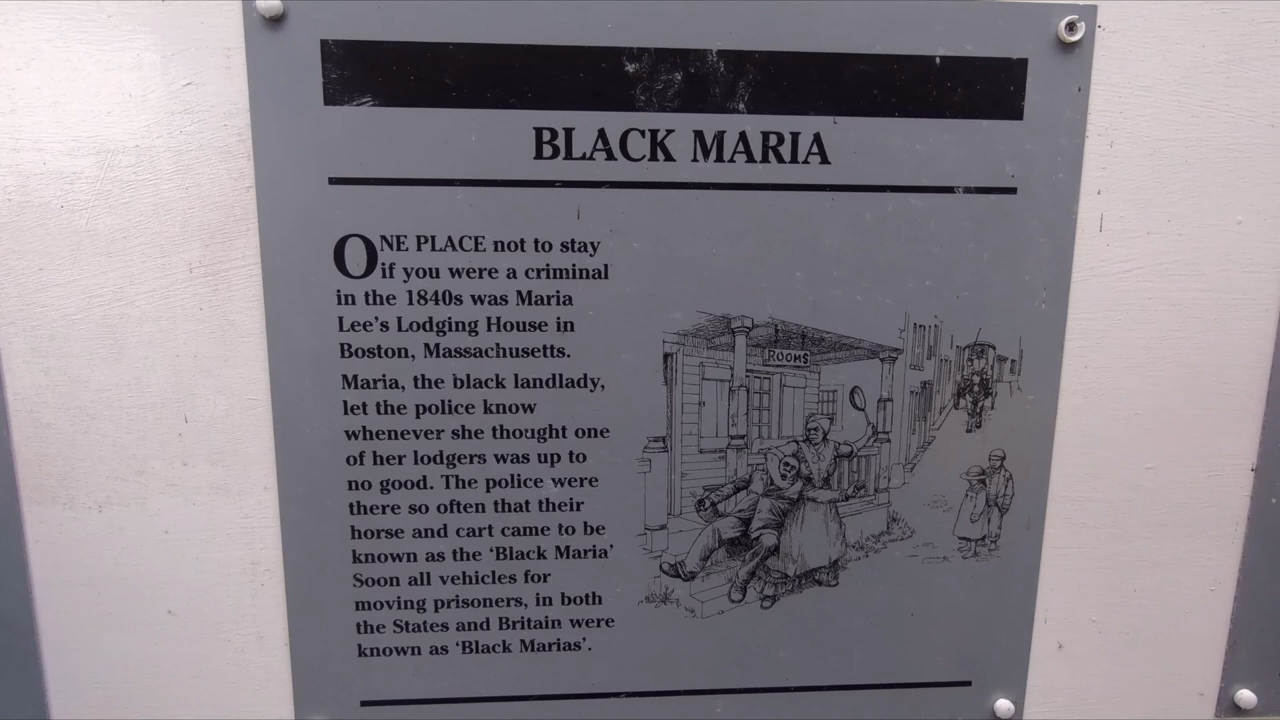 BLACK MARIA
ONE PLACE not to stay
if you were a criminal
in the 1840s was Maria
Lee's Lodging House in
Boston, Massachusetts.
Maria, the black landlady,
let the police know
whenever she thought one
of her lodgers was up to
no good. The police were
there so often that their
horse and cart came to be
known as the ‘Black Maria’
Soon all vehicles for
moving prisoners, in both
the States and Britain were
known as ‘Black Marias’.
ROOMS